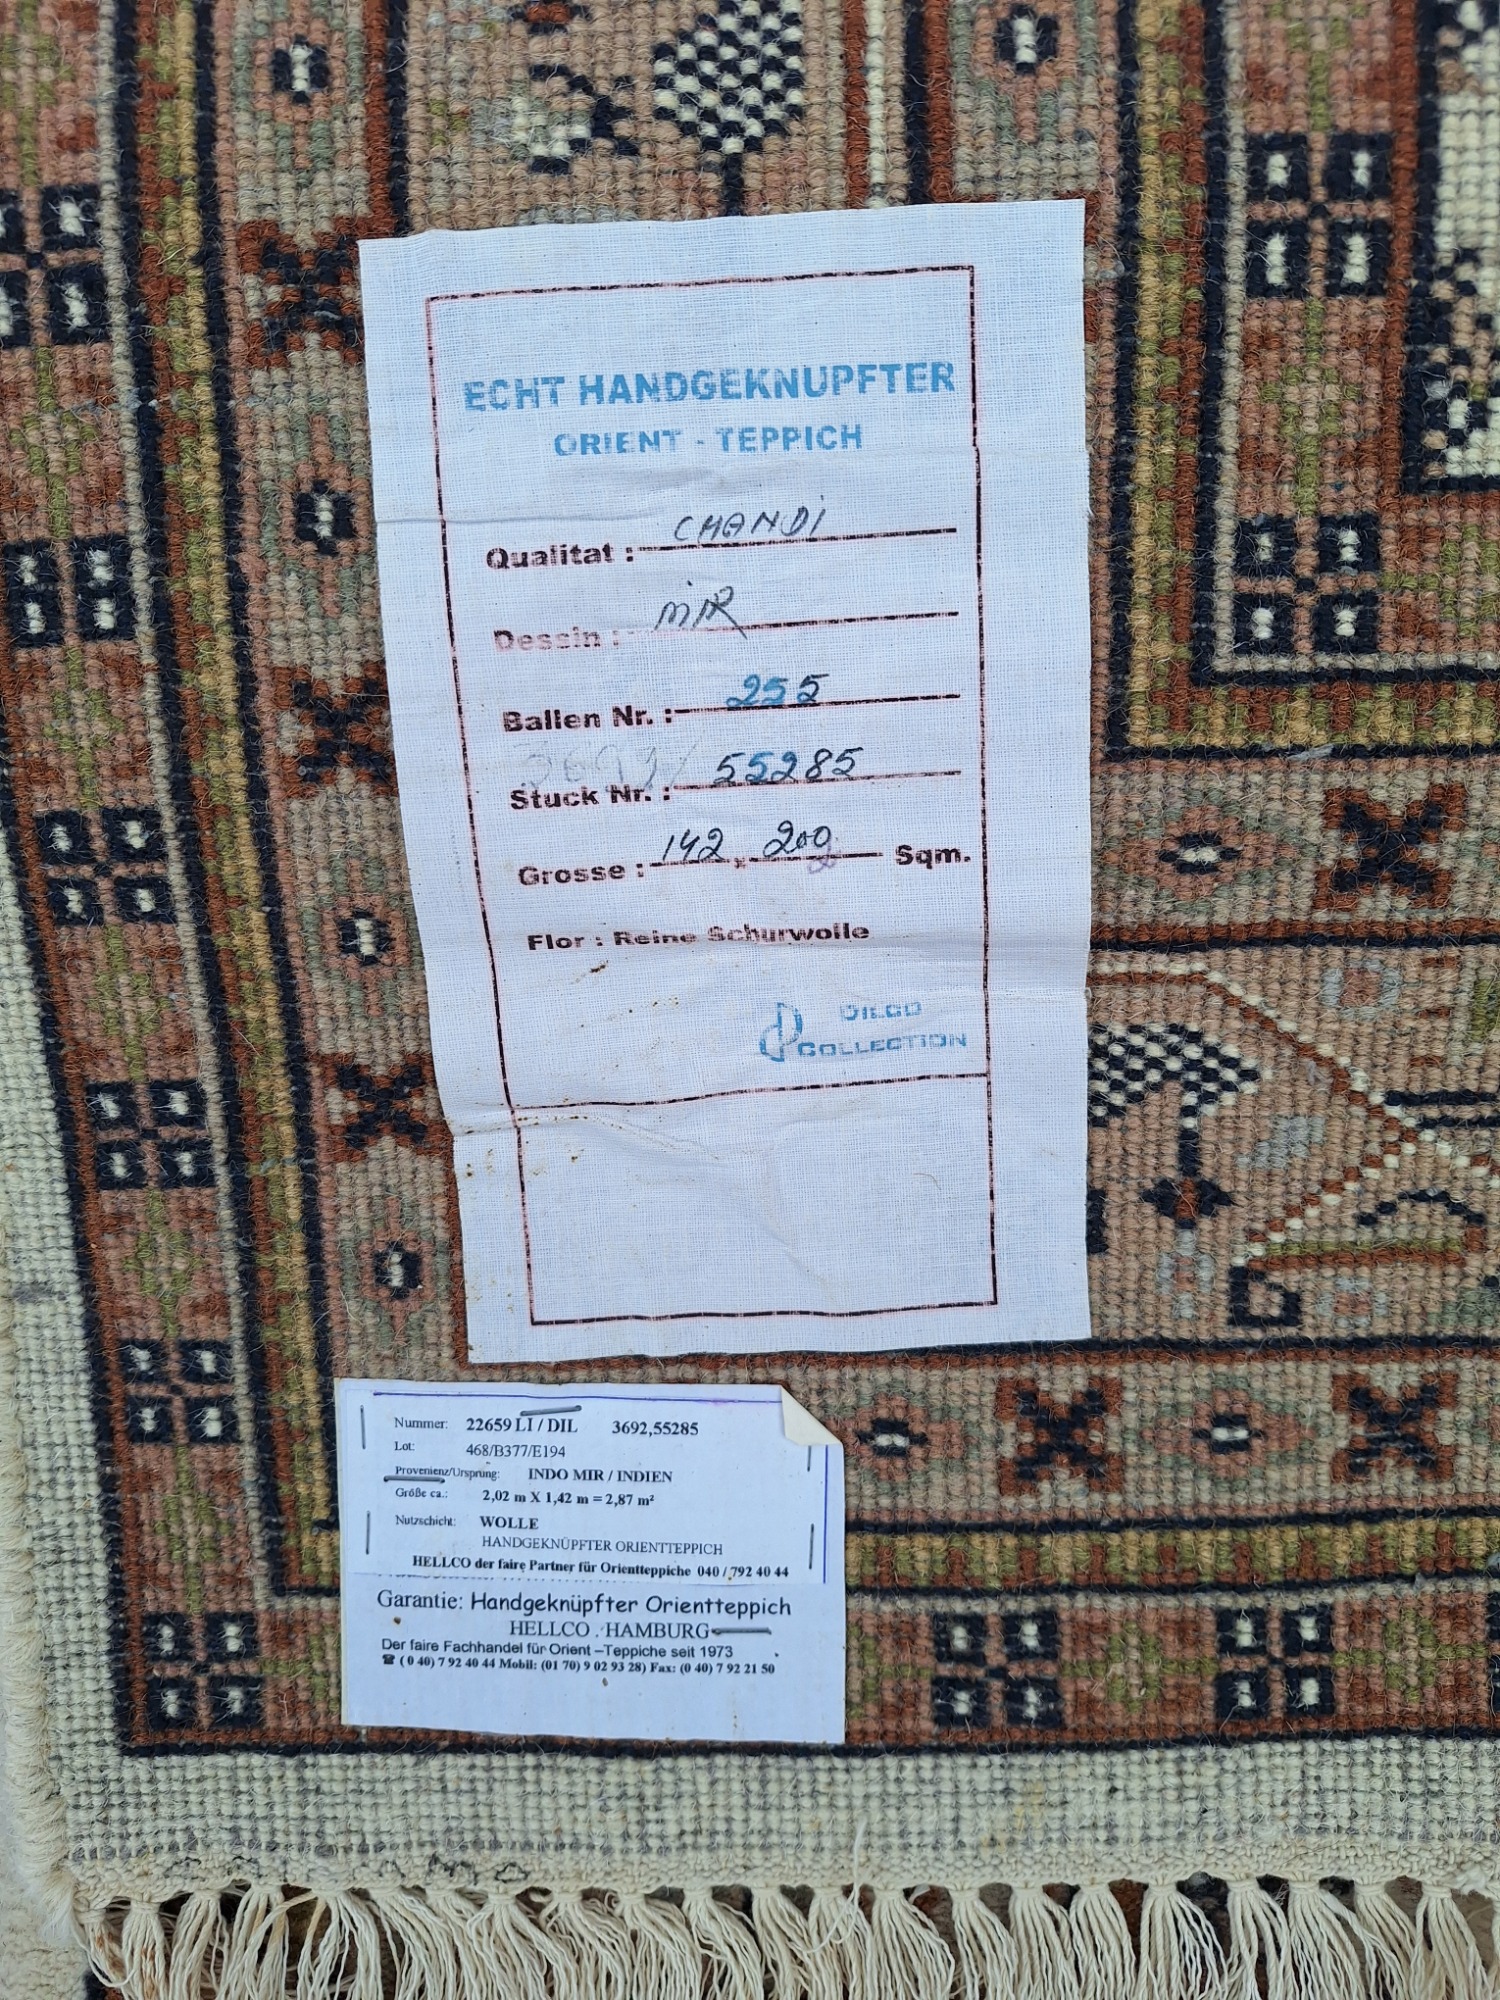 ECHT HANDGEKNUPFTER
ORIENT - TEPPICH
Qualitat : CHANDI
Dessin : MIR
Ballen Nr. : 255
Stuck Nr. : 55285
Grosse : 142 x 200 Sqm.
Flor : Reine Schurwolle
DILCO
COLLECTION
Nummer: 22659 LI / DIL 3692,55285
Lot: 468/B377/E194
Provenienz/Ursprung: INDO MIR / INDIEN
Größe ca.: 2,02 m X 1,42 m = 2,87 m²
Nutzschicht: WOLLE
HANDGEKNÜPFTER ORIENTTEPPICH
HELLCO der faire Partner für Orientteppiche 040 / 792 40 44
Garantie: Handgeknüpfter Orientteppich
HELLCO . HAMBURG
Der faire Fachhandel für Orient –Teppiche seit 1973
☎ ( 0 40) 7 92 40 44 Mobil: (01 70) 9 02 93 28) Fax: (0 40) 7 92 21 50